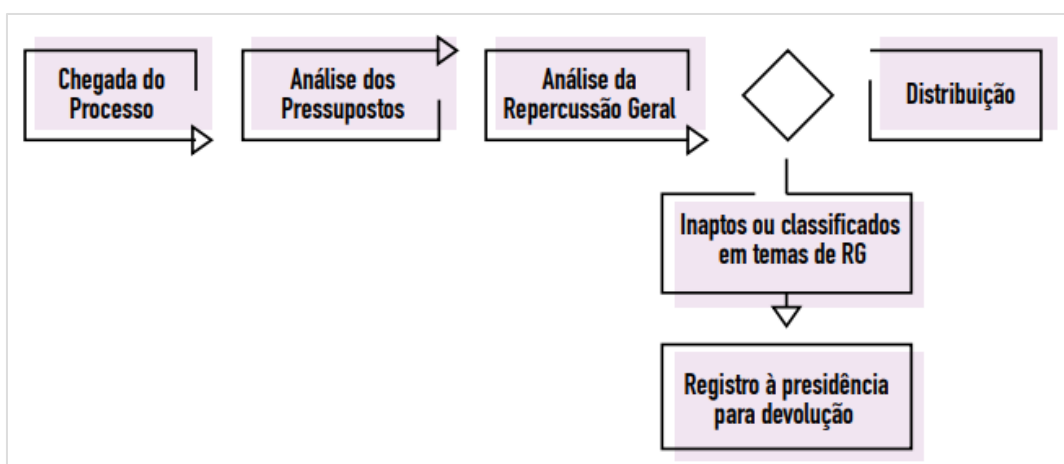 Chegada do
Processo
Análise dos
Pressupostos
Análise da
Repercussão Geral
Distribuição
Inaptos ou classificados
em temas de RG
Registro à presidência
para devolução